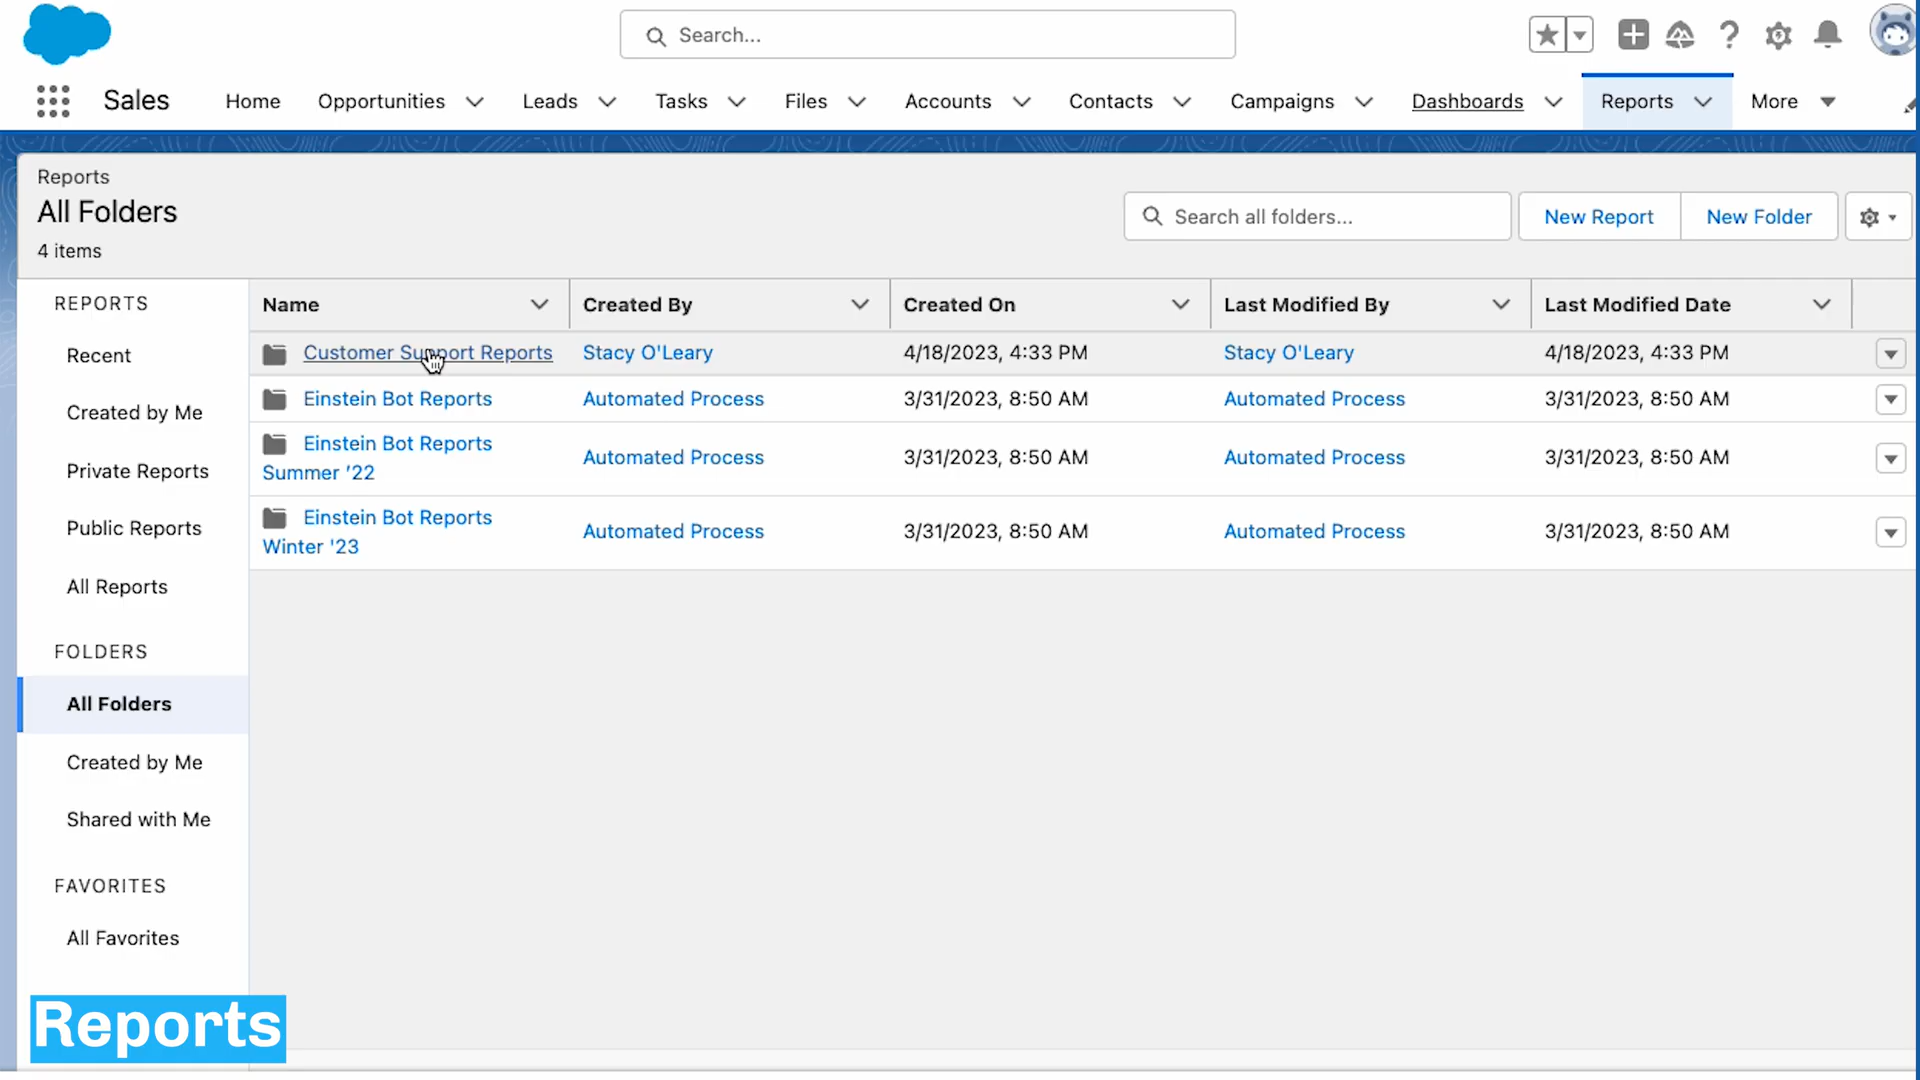 Search...
Sales
Home
Opportunities
Leads
Tasks
Files
Accounts
Contacts
Campaigns
Dashboards
Reports
More
Reports
All Folders
4 items
Search all folders...
New Report
New Folder
REPORTS
Recent
Created by Me
Private Reports
Public Reports
All Reports
FOLDERS
All Folders
Created by Me
Shared with Me
FAVORITES
All Favorites
Name Created By Created On Last Modified By Last Modified Date
Customer Support Reports Stacy O'Leary 4/18/2023, 4:33 PM Stacy O'Leary 4/18/2023, 4:33 PM
Einstein Bot Reports Automated Process 3/31/2023, 8:50 AM Automated Process 3/31/2023, 8:50 AM
Einstein Bot Reports
Summer '22 Automated Process 3/31/2023, 8:50 AM Automated Process 3/31/2023, 8:50 AM
Einstein Bot Reports
Winter '23 Automated Process 3/31/2023, 8:50 AM Automated Process 3/31/2023, 8:50 AM
Reports